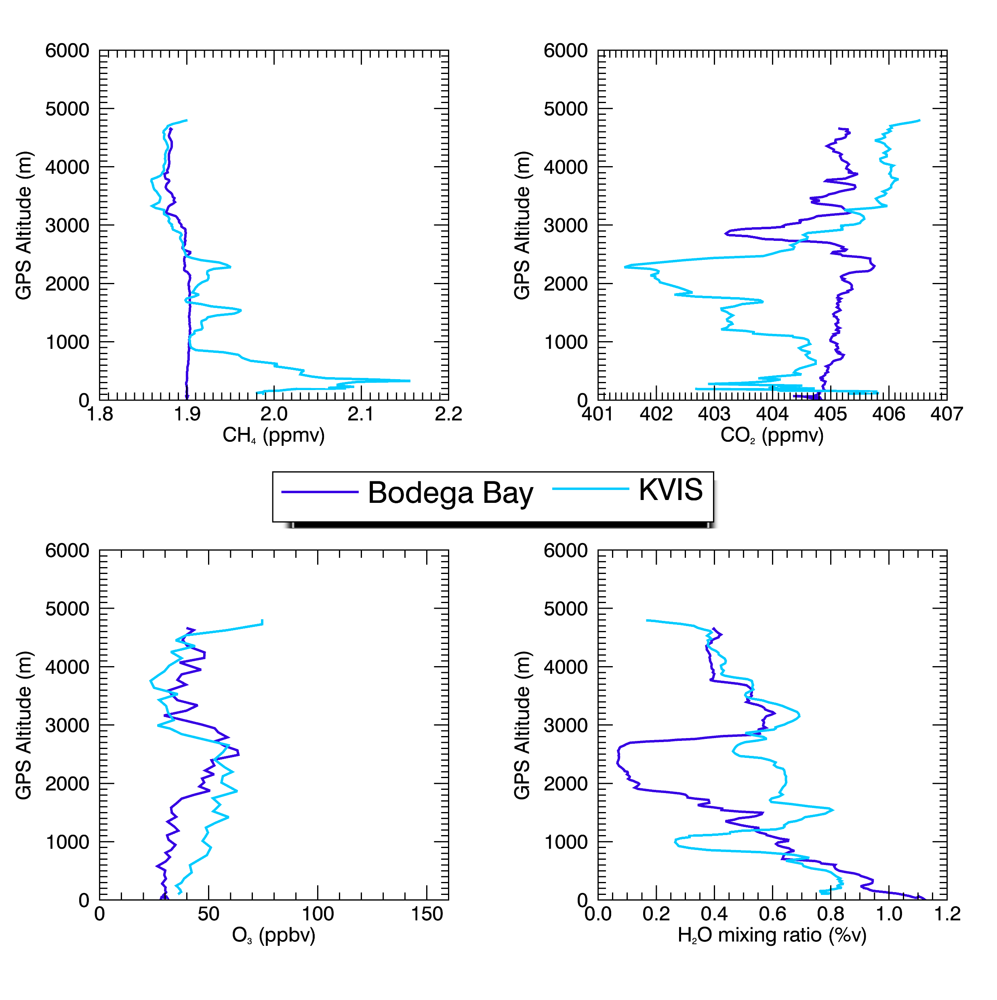 6000
5000
4000
3000
2000
1000
0
GPS Altitude (m)
1.8 1.9 2.0 2.1 2.2
CH₄ (ppmv)
6000
5000
4000
3000
2000
1000
0
GPS Altitude (m)
401 402 403 404 405 406 407
CO₂ (ppmv)
Bodega Bay KVIS
6000
5000
4000
3000
2000
1000
0
GPS Altitude (m)
0 50 100 150
O₃ (ppbv)
6000
5000
4000
3000
2000
1000
0
GPS Altitude (m)
0.0 0.2 0.4 0.6 0.8 1.0 1.2
H₂O mixing ratio (%v)